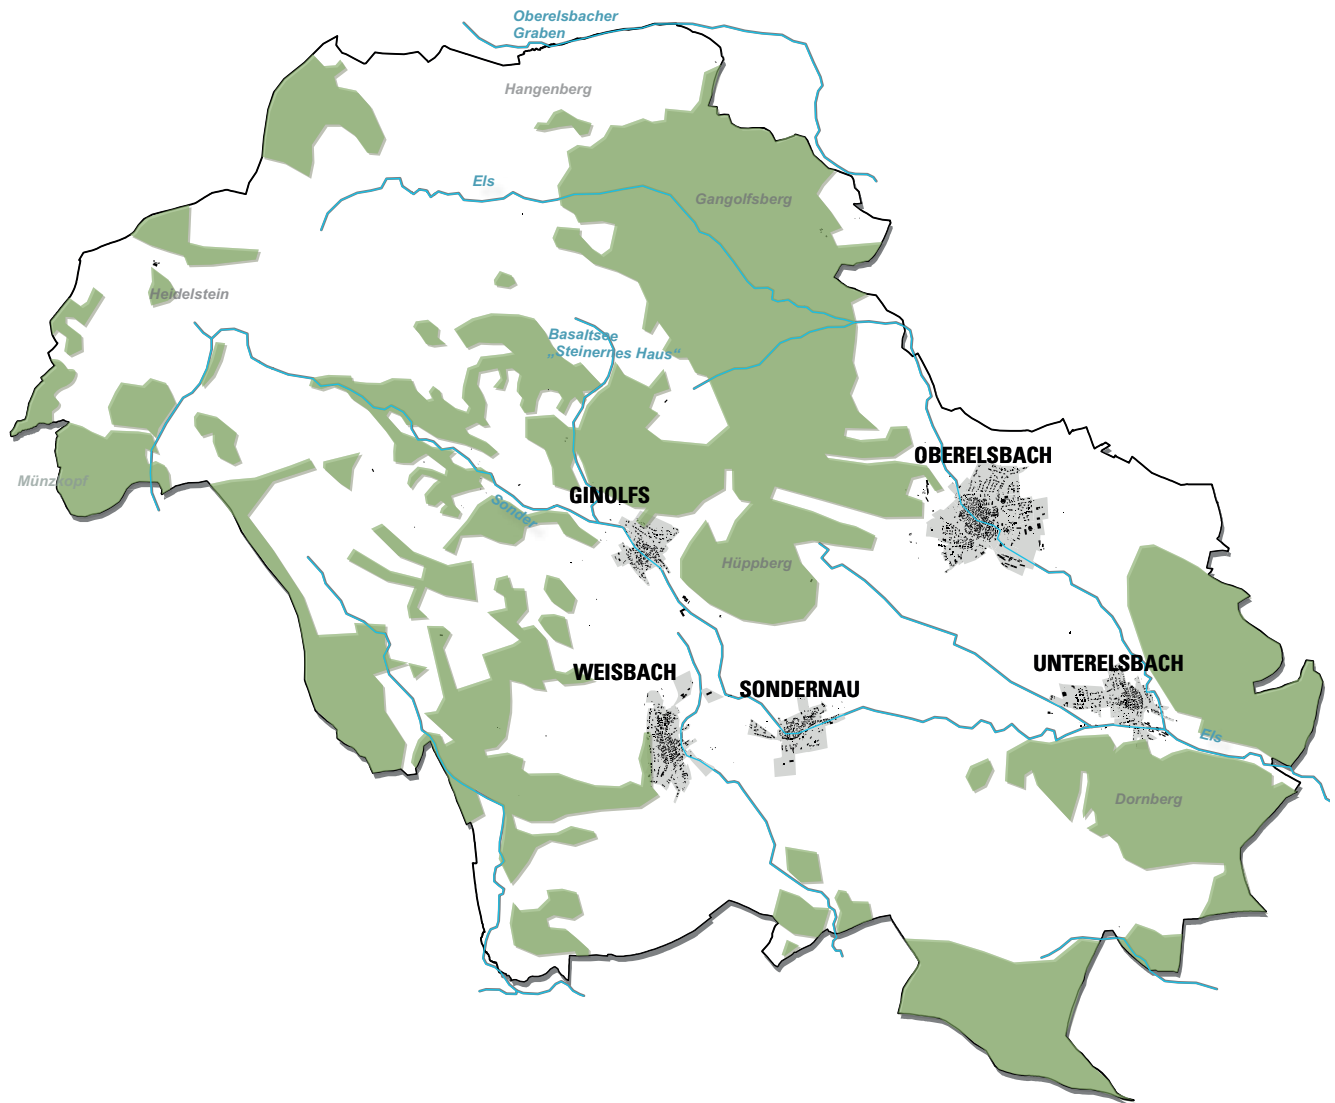 Oberelsbacher
Graben
Hangenberg
Els
Gangolfsberg
Heidelstein
Basaltsee
„Steinernes Haus“
OBERELSBACH
Münzkopf
GINOLFS
Sonder
Hüppberg
WEISBACH
UNTERELSBACH
SONDERNAU
Els
Dornberg